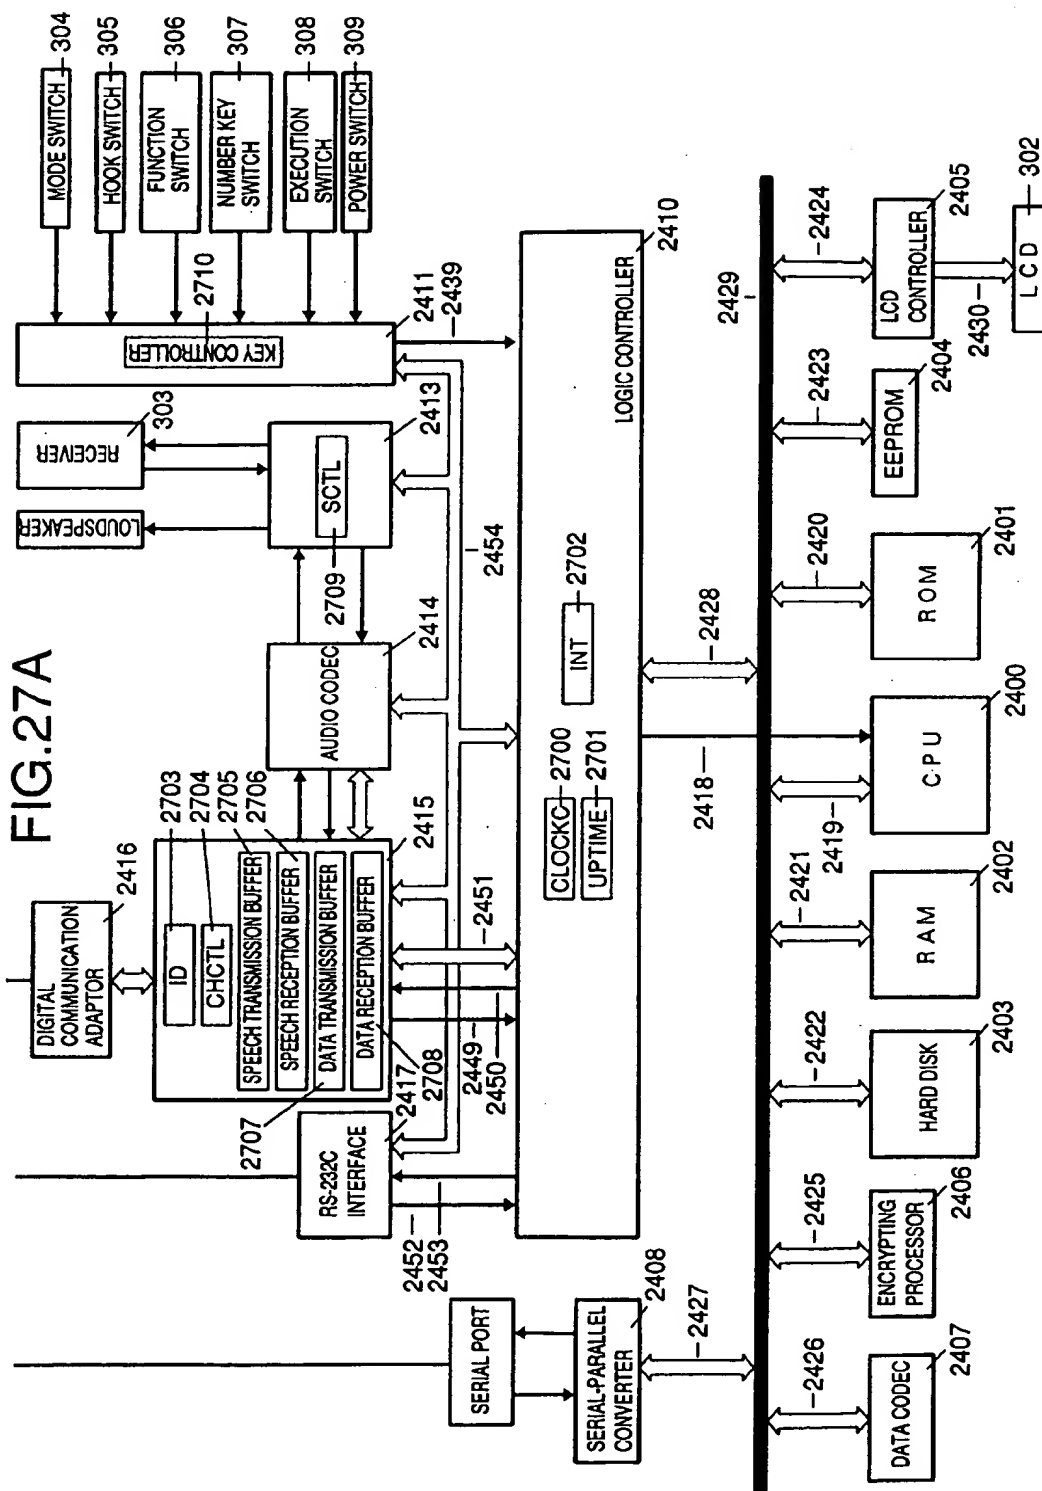 FIG.27A
DIGITAL
COMMUNICATION
ADAPTOR
2416
LOUDSPEAKER
RECEIVER
303
MODE SWITCH
304
HOOK SWITCH
305
FUNCTION
SWITCH
306
NUMBER KEY
SWITCH
307
EXECUTION
SWITCH
308
POWER SWITCH
309
KEY CONTROLLER
2710
2411
2439
SCTL
2709
2413
AUDIO CODEC
2414
ID
2703
CHCTL
2704
SPEECH TRANSMISSION BUFFER
2705
SPEECH RECEPTION BUFFER
2706
DATA TRANSMISSION BUFFER
2707
DATA RECEPTION BUFFER
2708
2415
RS-232C
INTERFACE
2417
2452
2453
2449
2450
2451
2454
SERIAL PORT
SERIAL-PARALLEL
CONVERTER
2408
2427
LOGIC CONTROLLER
2410
CLOCKC
2700
UPTIME
2701
INT
2702
2418
2428
2429
2426
2425
2422
2421
2419
2420
2423
2424
DATA CODEC
2407
ENCRYPTING
PROCESSOR
2406
HARD DISK
2403
RAM
2402
CPU
2400
ROM
2401
EEPROM
2404
LCD
CONTROLLER
2405
2430
LCD
302